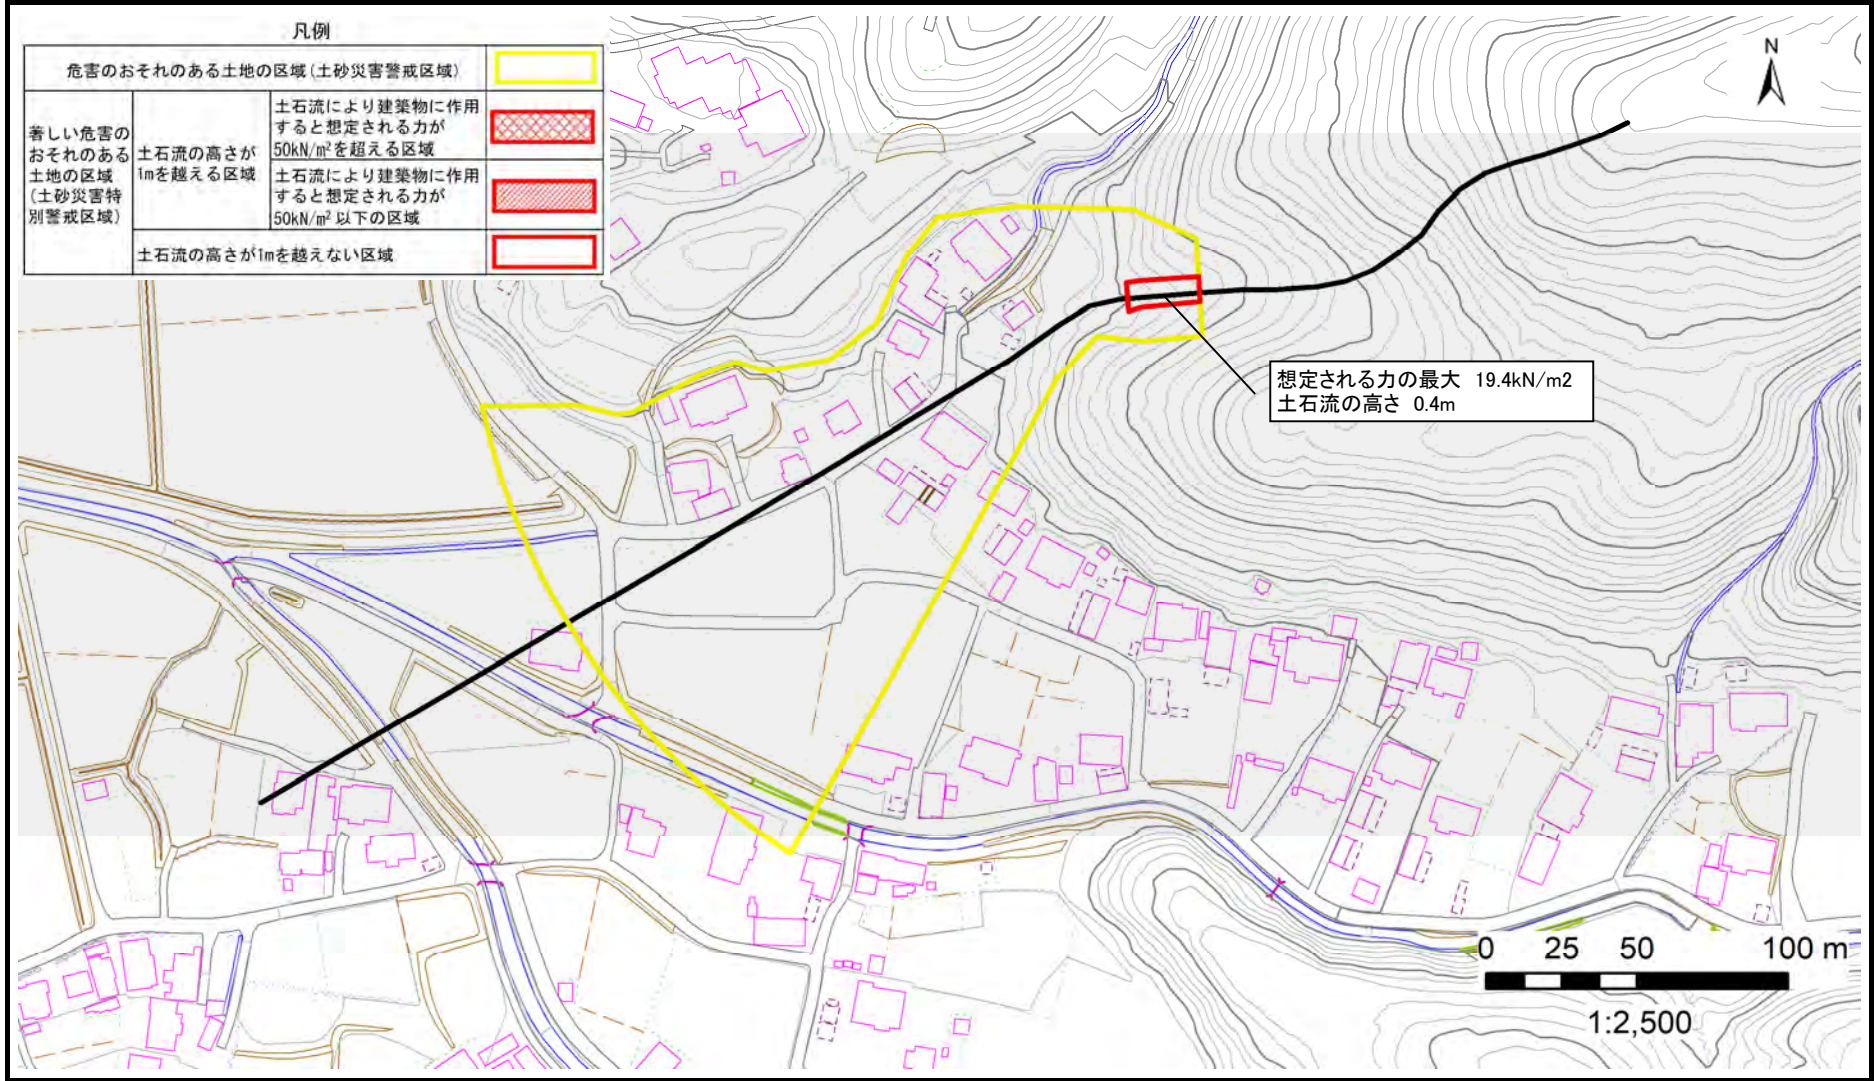 凡例
危害のおそれのある土地の区域(土砂災害警戒区域)
著しい危害の
おそれのある
土地の区域
(土砂災害特
別警戒区域)
土石流の高さが
1mを越える区域
土石流により建築物に作用
すると想定される力が
50kN/m²を超える区域
土石流により建築物に作用
すると想定される力が
50kN/m²以下の区域
土石流の高さが1mを越えない区域
N
想定される力の最大 19.4kN/m2
土石流の高さ 0.4m
0 25 50 100 m
1:2,500